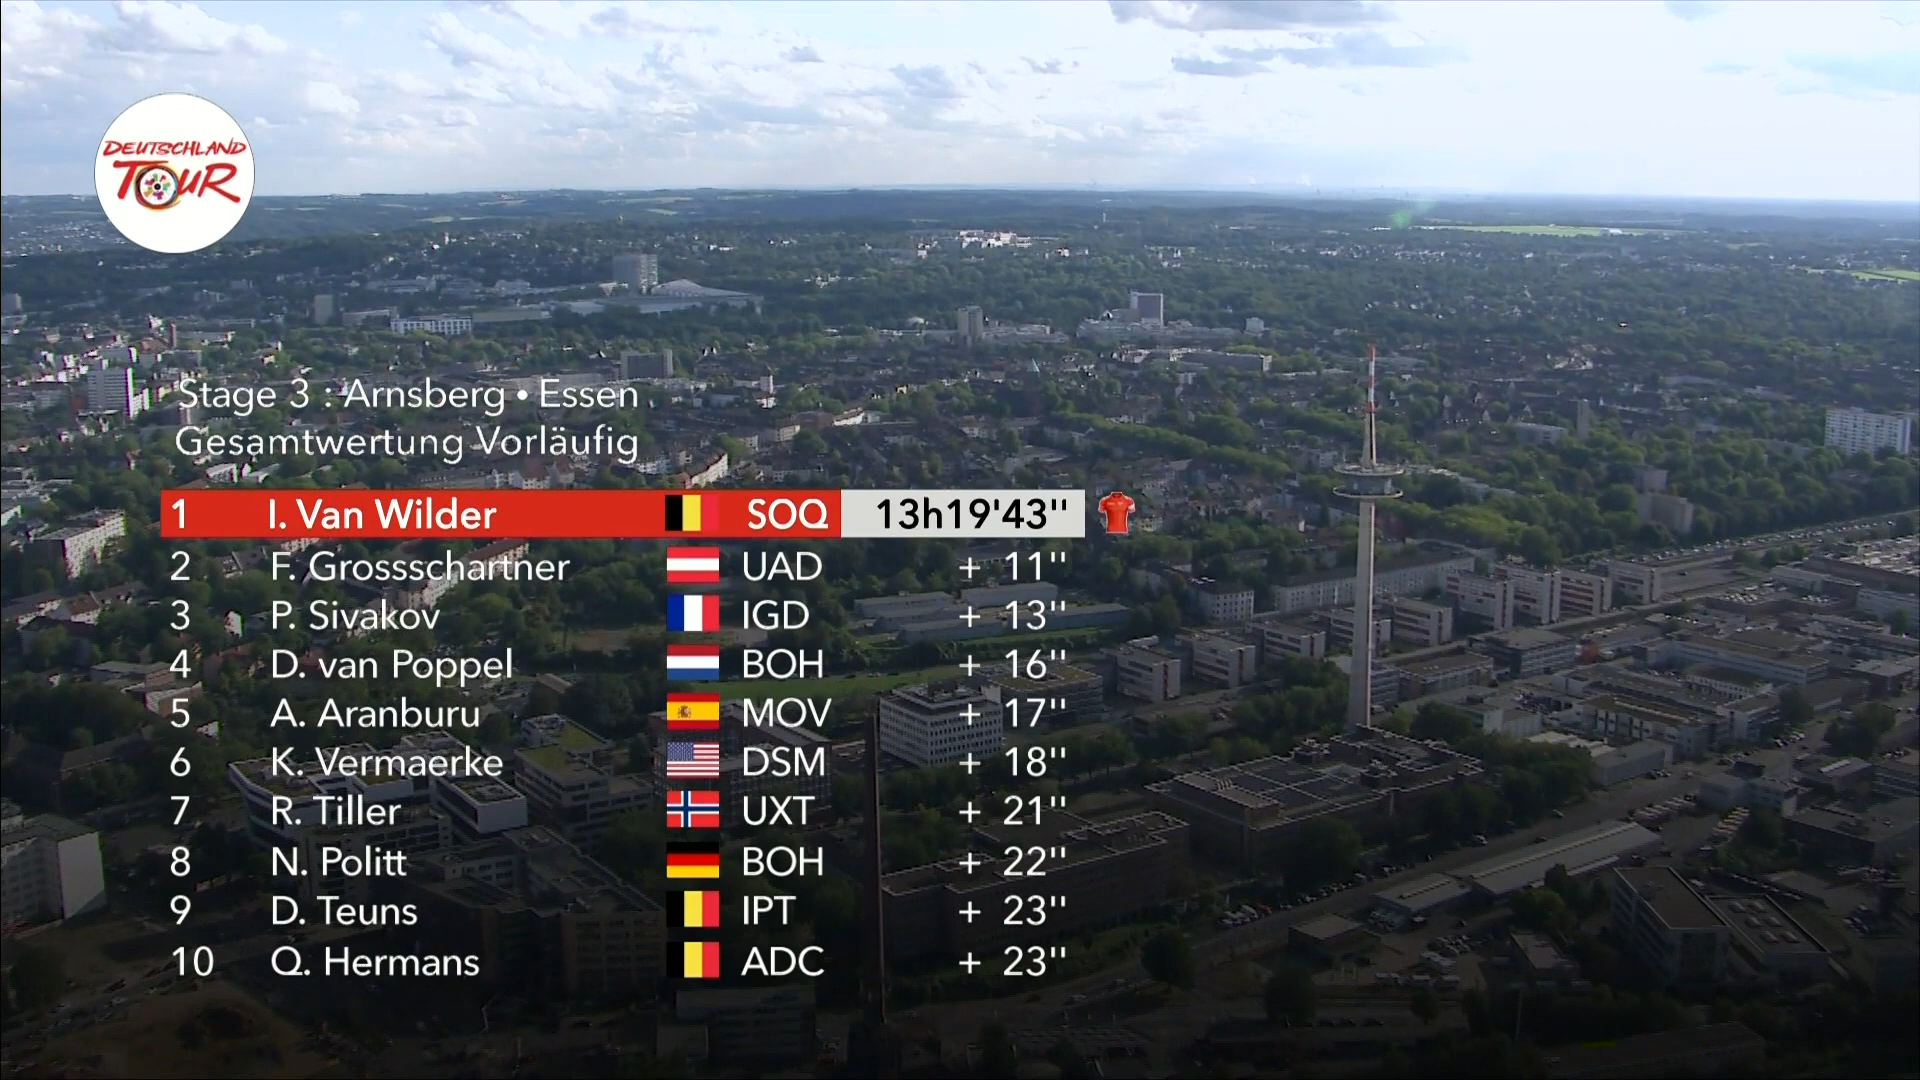 DEUTSCHLAND
TOUR
Stage 3 : Arnsberg • Essen
Gesamtwertung Vorläufig
1 I. Van Wilder SOQ 13h19'43''
2 F. Grossschartner UAD + 11''
3 P. Sivakov IGD + 13''
4 D. van Poppel BOH + 16''
5 A. Aranburu MOV + 17''
6 K. Vermaerke DSM + 18''
7 R. Tiller UXT + 21''
8 N. Politt BOH + 22''
9 D. Teuns IPT + 23''
10 Q. Hermans ADC + 23''